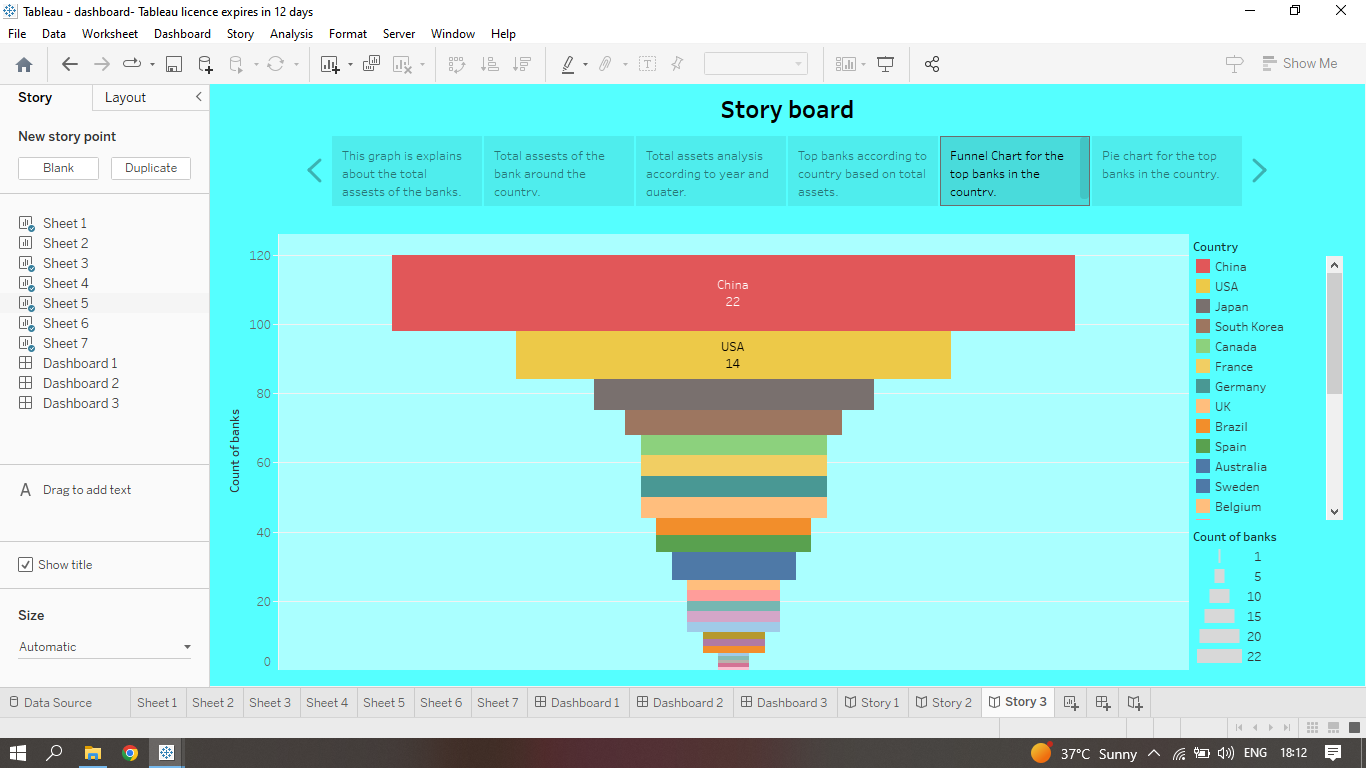 Tableau - dashboard- Tableau licence expires in 12 days
File Data Worksheet Dashboard Story Analysis Format Server Window Help
Show Me
Story Layout
New story point
Blank Duplicate
Sheet 1
Sheet 2
Sheet 3
Sheet 4
Sheet 5
Sheet 6
Sheet 7
Dashboard 1
Dashboard 2
Dashboard 3
A Drag to add text
Show title
Size
Automatic
Story board
This graph is explains
about the total
assests of the banks.
Total assests of the
bank around the
country.
Total assets analysis
according to year and
quater.
Top banks according to
country based on total
assets.
Funnel Chart for the
top banks in the
country.
Pie chart for the top
banks in the country.
Count of banks
120
100
80
60
40
20
0
China
22
USA
14
Country
China
USA
Japan
South Korea
Canada
France
Germany
UK
Brazil
Spain
Australia
Sweden
Belgium
Count of banks
1
5
10
15
20
22
Data Source Sheet 1 Sheet 2 Sheet 3 Sheet 4 Sheet 5 Sheet 6 Sheet 7 Dashboard 1 Dashboard 2 Dashboard 3 Story 1 Story 2 Story 3
37°C Sunny ENG 18:12